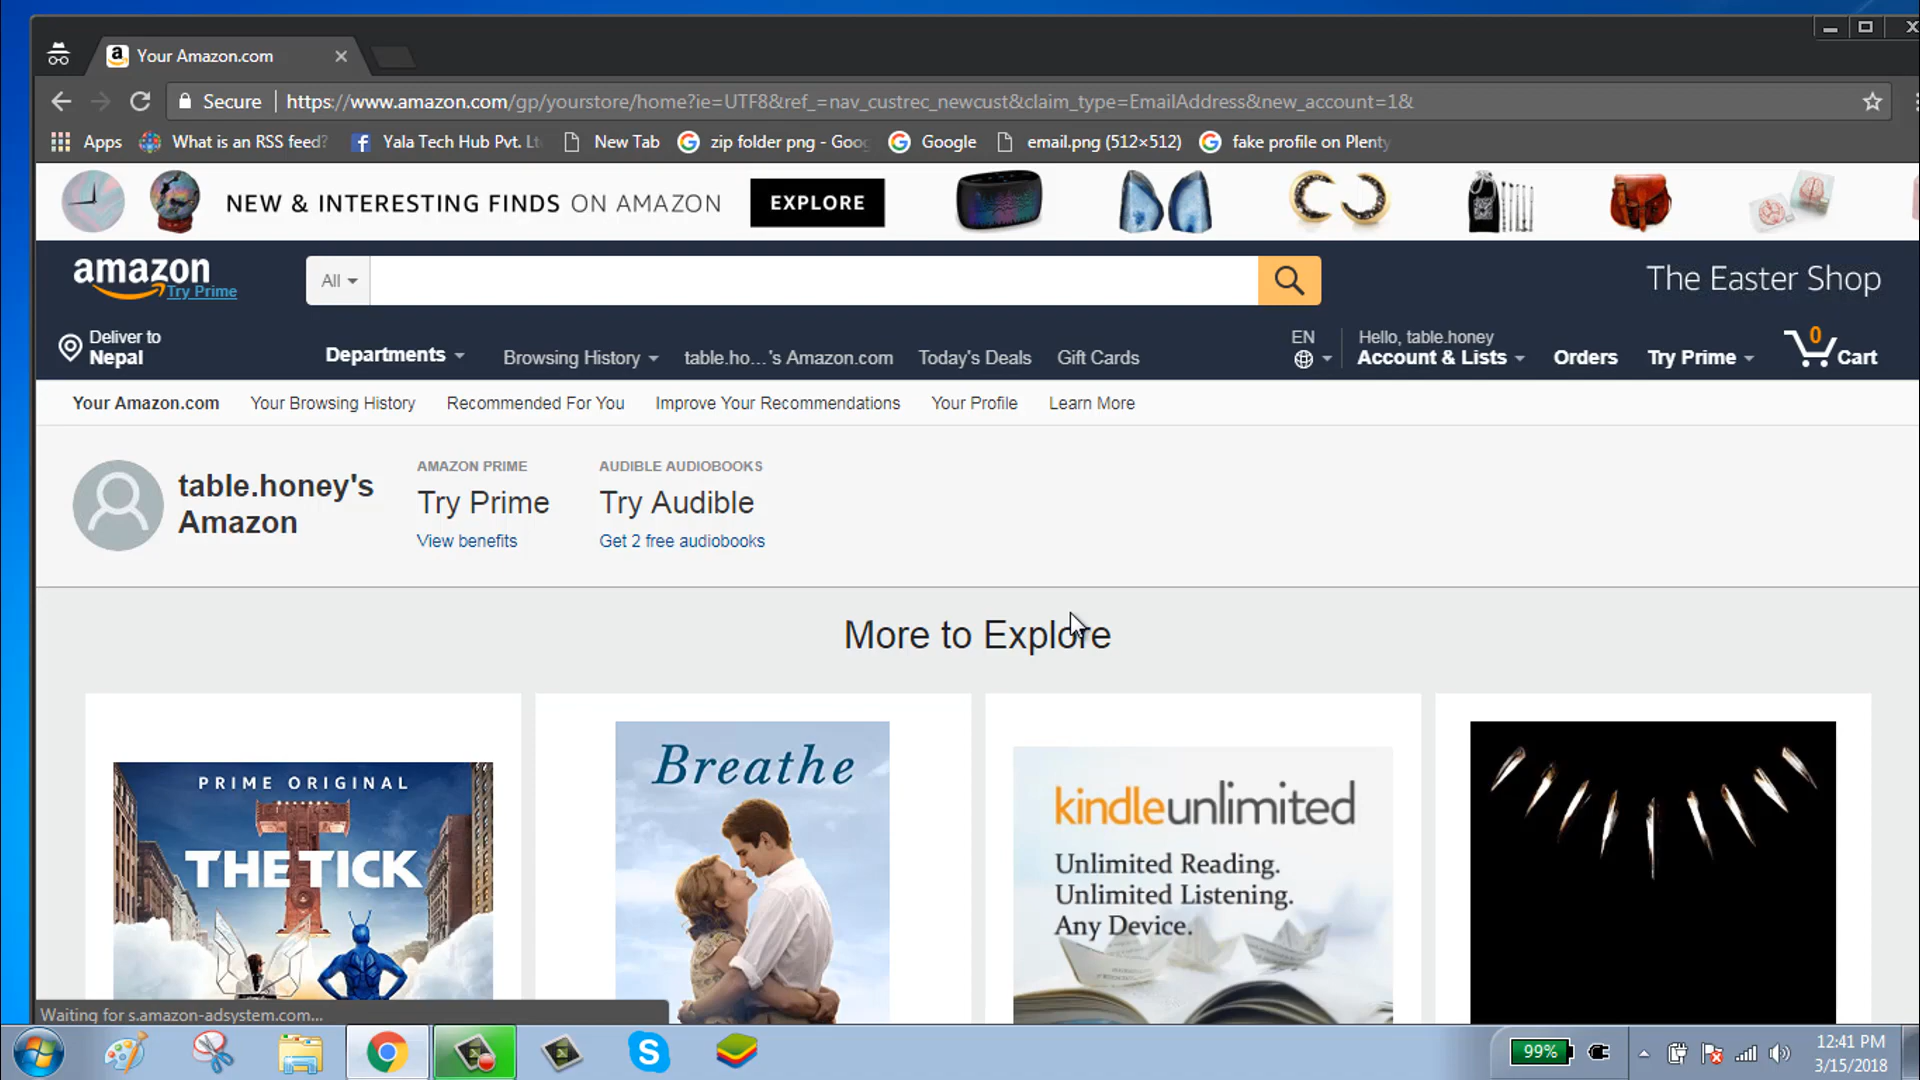 Your Amazon.com
Secure https://www.amazon.com/gp/yourstore/home?ie=UTF8&ref_=nav_custrec_newcust&claim_type=EmailAddress&new_account=1&
Apps What is an RSS feed? Yala Tech Hub Pvt. Lt New Tab zip folder png - Goog Google email.png (512×512) fake profile on Plenty
NEW & INTERESTING FINDS ON AMAZON EXPLORE
amazon Try Prime
All
The Easter Shop
Deliver to
Nepal
Departments Browsing History table.ho...'s Amazon.com Today's Deals Gift Cards
EN
Hello, table.honey
Account & Lists Orders Try Prime 0 Cart
Your Amazon.com Your Browsing History Recommended For You Improve Your Recommendations Your Profile Learn More
table.honey's
Amazon
AMAZON PRIME
Try Prime
View benefits
AUDIBLE AUDIOBOOKS
Try Audible
Get 2 free audiobooks
More to Explore
PRIME ORIGINAL
THE TICK
Breathe
kindleunlimited
Unlimited Reading.
Unlimited Listening.
Any Device.
Waiting for s.amazon-adsystem.com...
99%
12:41 PM
3/15/2018